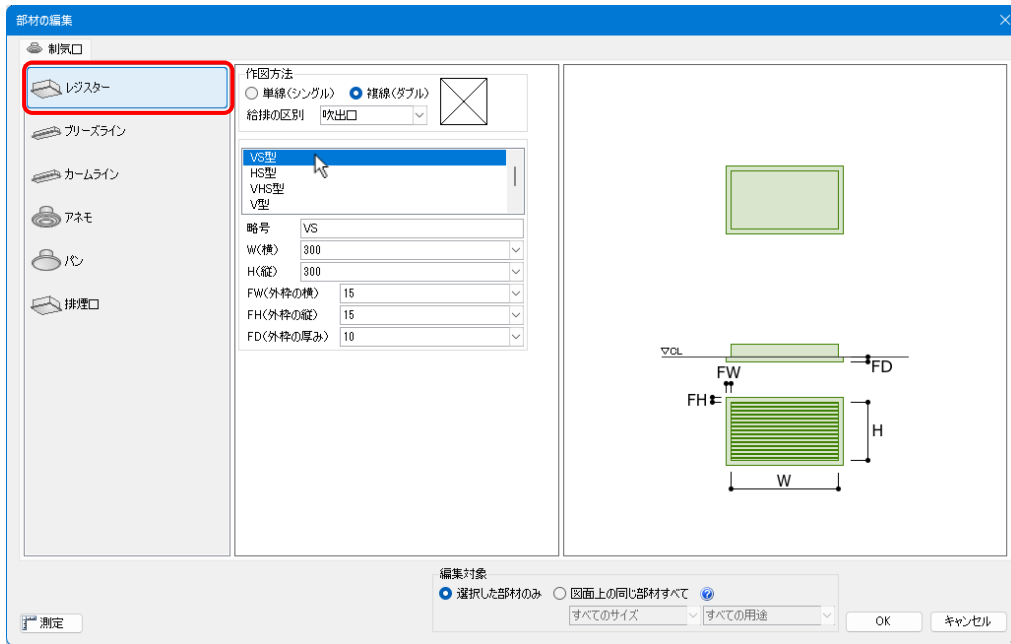 部材の編集
制気口
レジスター
ブリーズライン
カームライン
アネモ
パン
排煙口
作図方法
単線(シングル) 複線(ダブル)
給排の区別 吹出口
VS型
HS型
VHS型
V型
略号 VS
W(横) 300
H(縦) 300
FW(外枠の横) 15
FH(外枠の縦) 15
FD(外枠の厚み) 10
▽CL
FD
FW
FH
H
W
編集対象
選択した部材のみ 図面上の同じ部材すべて
すべてのサイズ すべての用途
測定
OK キャンセル